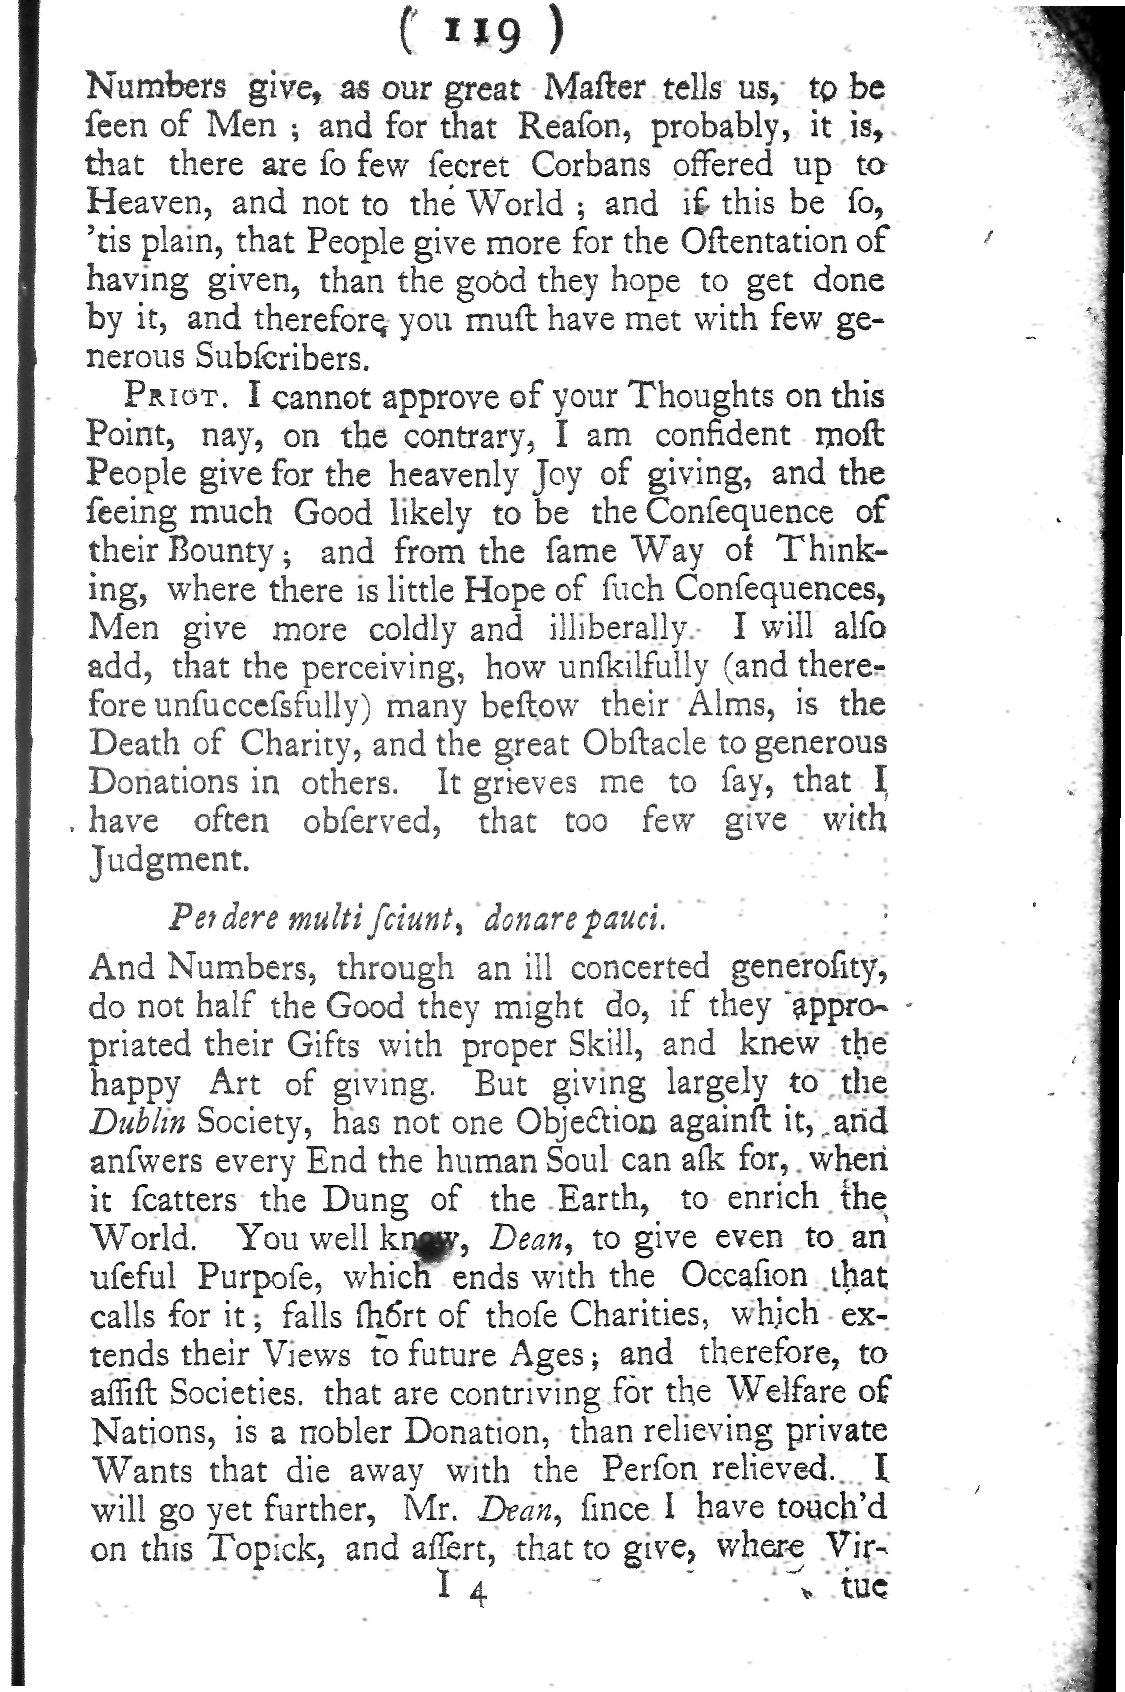 ( 119 )
Numbers give, as our great Maſter tells us, to be
ſeen of Men ; and for that Reaſon, probably, it is,
that there are ſo few ſecret Corbans offered up to
Heaven, and not to the World ; and if this be ſo,
'tis plain, that People give more for the Oſtentation of
having given, than the good they hope to get done
by it, and therefore you muſt have met with few ge-
nerous Subſcribers.
PRIOT. I cannot approve of your Thoughts on this
Point, nay, on the contrary, I am confident moſt
People give for the heavenly Joy of giving, and the
ſeeing much Good likely to be the Conſequence of
their Bounty ; and from the ſame Way of Think-
ing, where there is little Hope of ſuch Conſequences,
Men give more coldly and illiberally. I will alſo
add, that the perceiving, how unſkilfully (and there-
fore unſucceſsfully) many beſtow their Alms, is the
Death of Charity, and the great Obſtacle to generous
Donations in others. It grieves me to ſay, that I
have often obſerved, that too few give with
Judgment.
Perdere multi ſciunt, donare pauci.
And Numbers, through an ill concerted generoſity,
do not half the Good they might do, if they appro-
priated their Gifts with proper Skill, and knew the
happy Art of giving. But giving largely to the
Dublin Society, has not one Objection againſt it, and
anſwers every End the human Soul can aſk for, when
it ſcatters the Dung of the Earth, to enrich the
World. You well know, Dean, to give even to an
uſeful Purpoſe, which ends with the Occaſion that
calls for it ; falls ſhort of thoſe Charities, which ex-
tends their Views to future Ages ; and therefore, to
aſſiſt Societies. that are contriving for the Welfare of
Nations, is a nobler Donation, than relieving private
Wants that die away with the Perſon relieved. I
will go yet further, Mr. Dean, ſince I have touch'd
on this Topick, and aſſert, that to give, where Vir-
I 4
tue